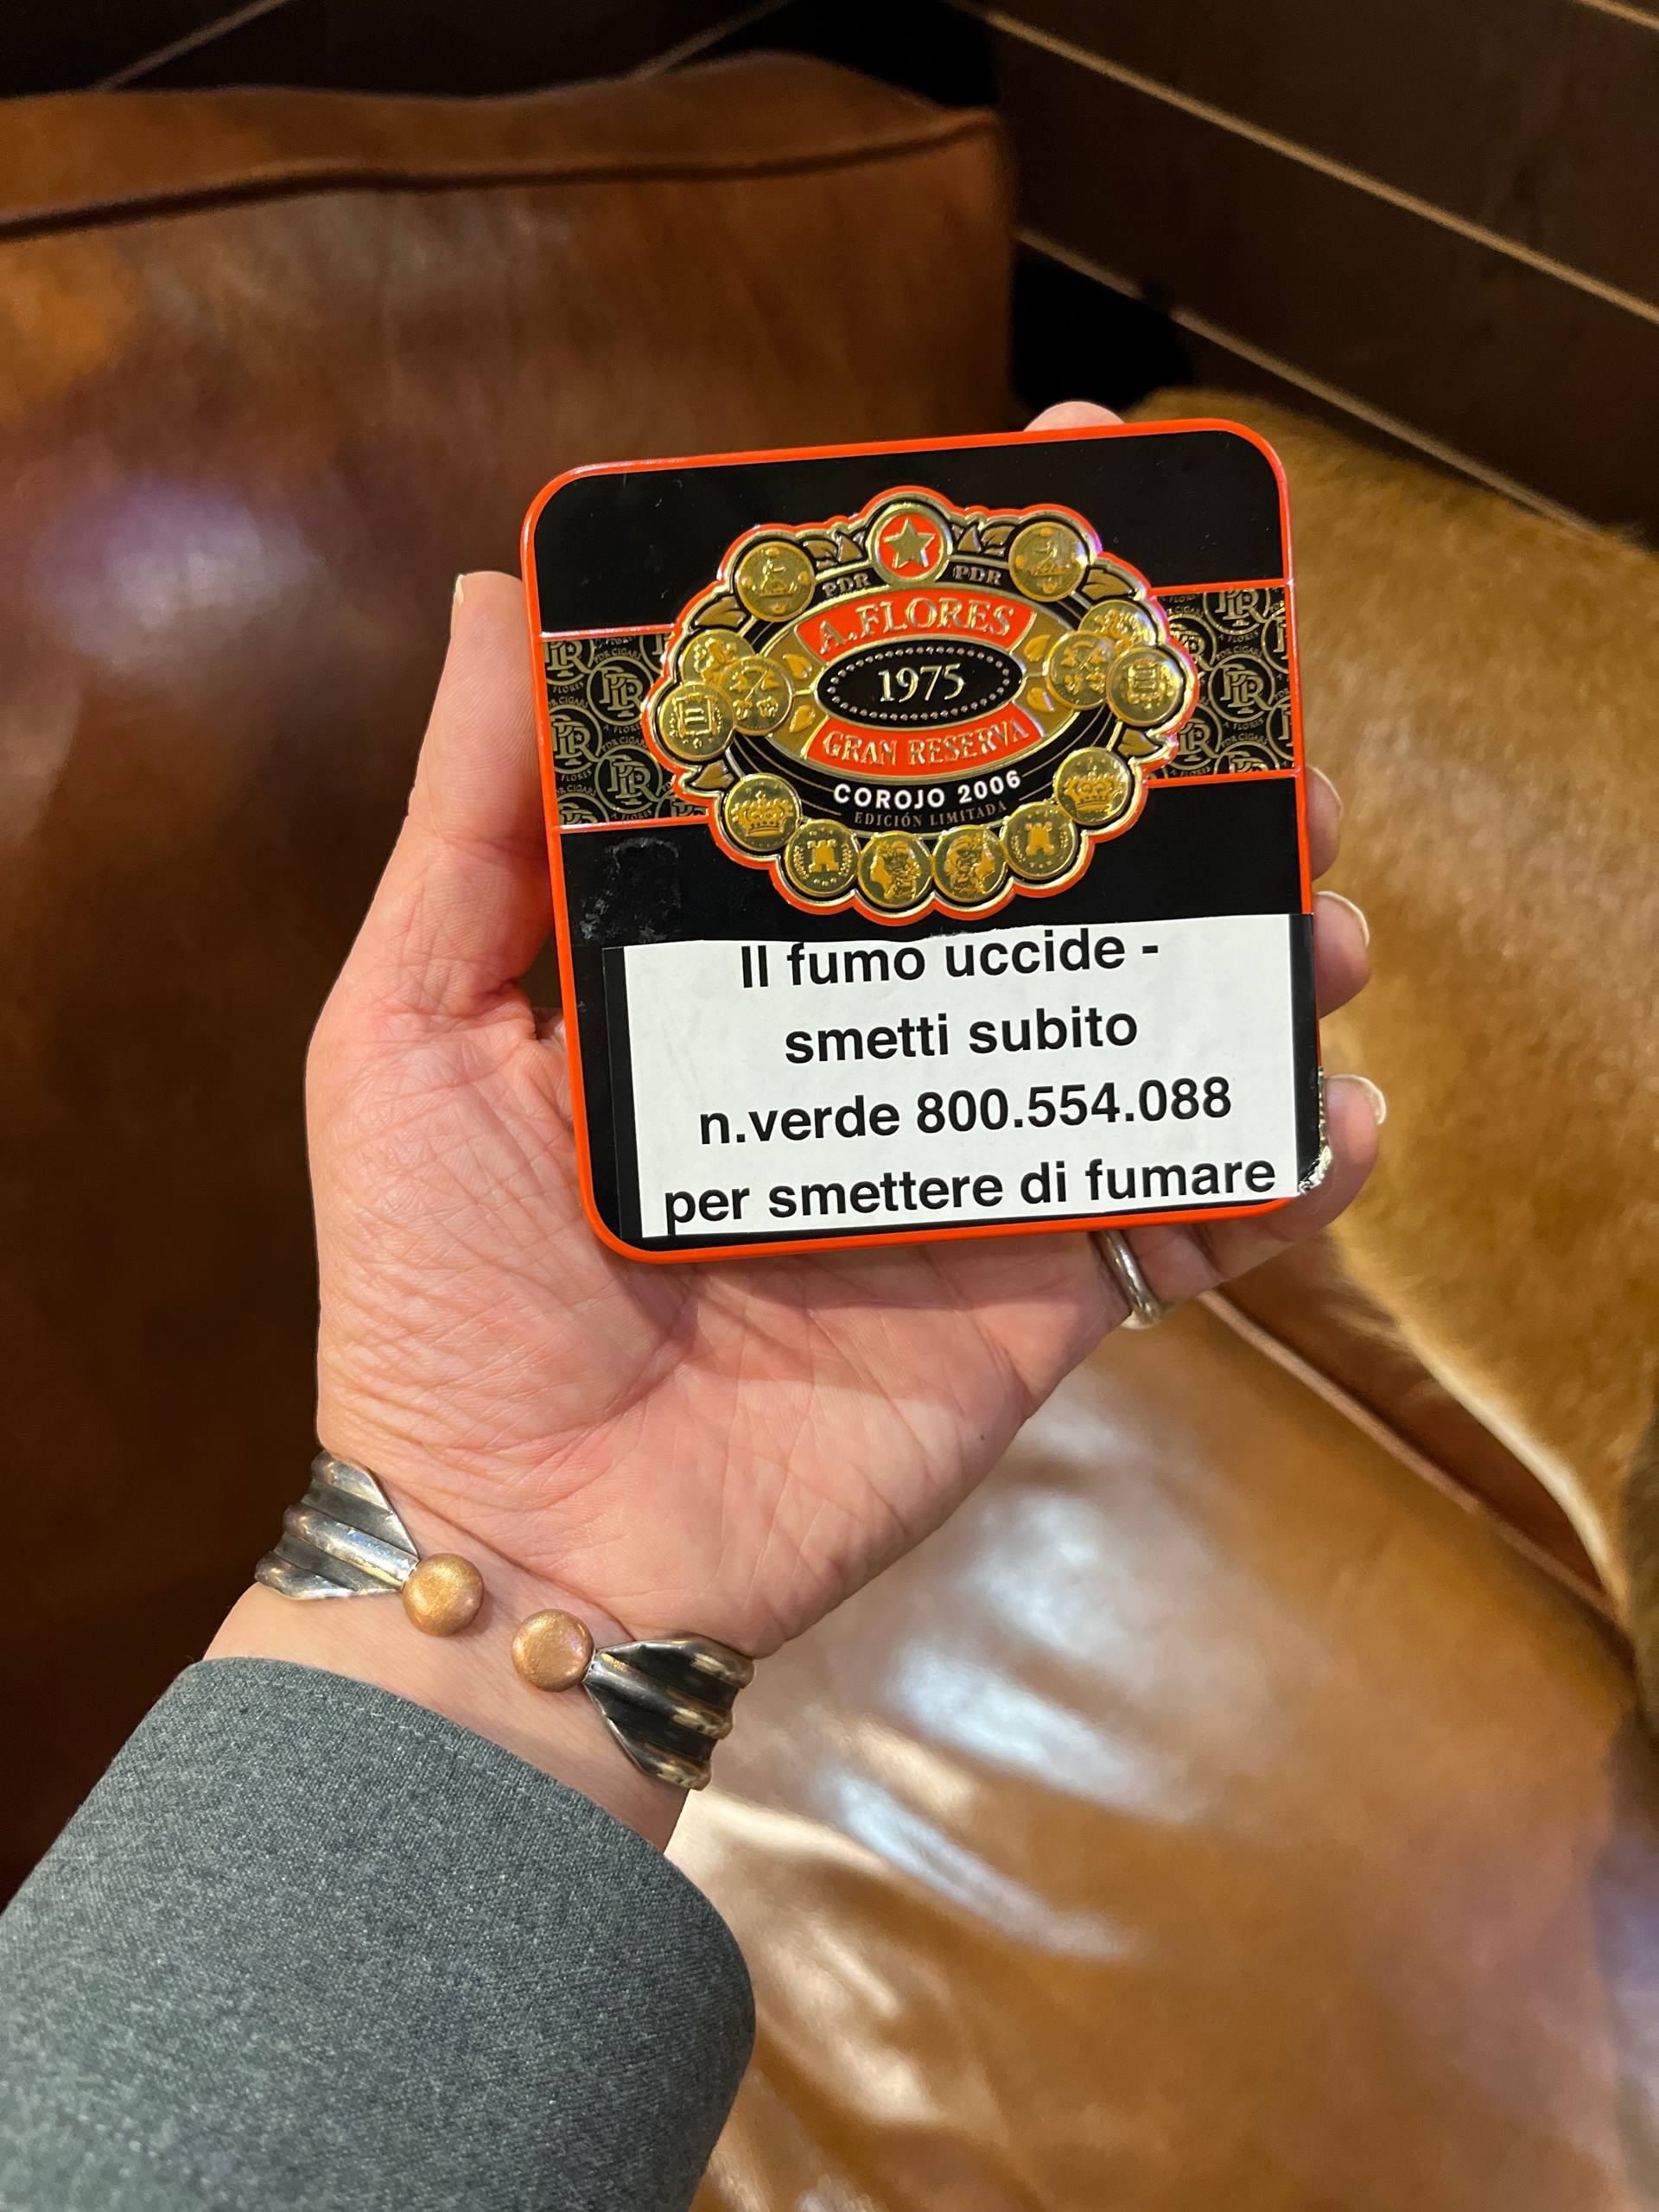 PDR PDR
A.FLORES
1975
GRAN RESERVA
COROJO 2006
EDICIÓN LIMITADA
Il fumo uccide -
smetti subito
n.verde 800.554.088
per smettere di fumare